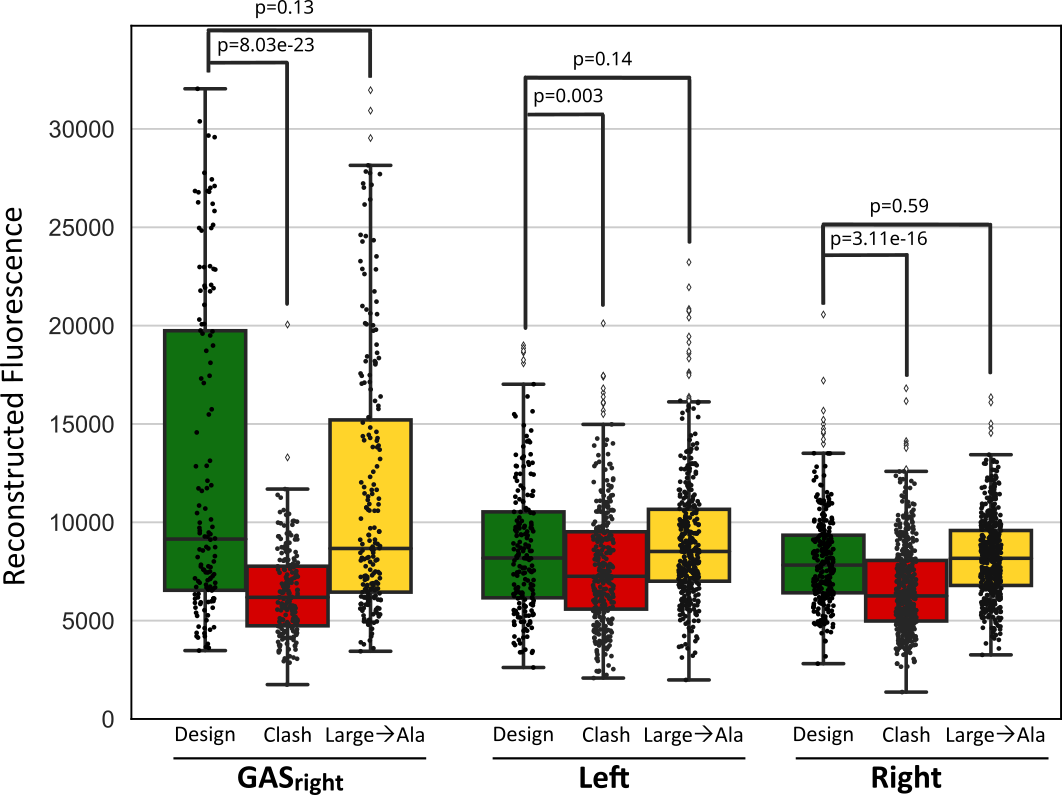 p=0.13
p=8.03e-23
p=0.14
p=0.003
p=0.59
p=3.11e-16
Reconstructed Fluorescence
30000
25000
20000
15000
10000
5000
0
Design Clash Large→Ala Design Clash Large→Ala Design Clash Large→Ala
GASright Left Right